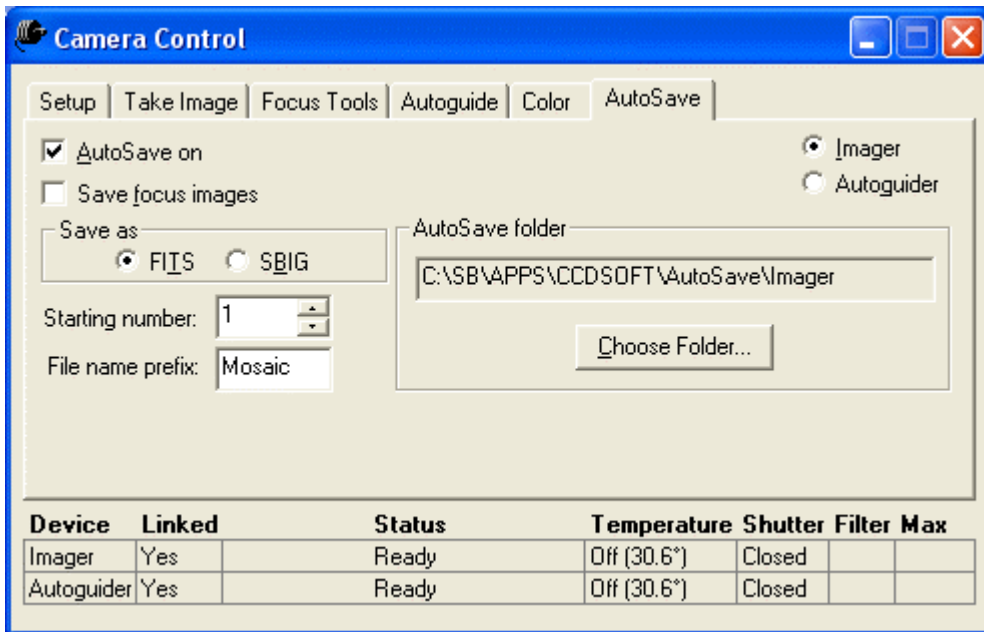 Camera Control
Setup Take Image Focus Tools Autoguide Color AutoSave
AutoSave on
Save focus images
Imager
Autoguider
Save as
FITS SBIG
Starting number: 1
File name prefix: Mosaic
AutoSave folder
C:\SB\APPS\CCDSOFT\AutoSave\Imager
Choose Folder...
Device Linked Status Temperature Shutter Filter Max
Imager Yes Ready Off (30.6°) Closed
Autoguider Yes Ready Off (30.6°) Closed